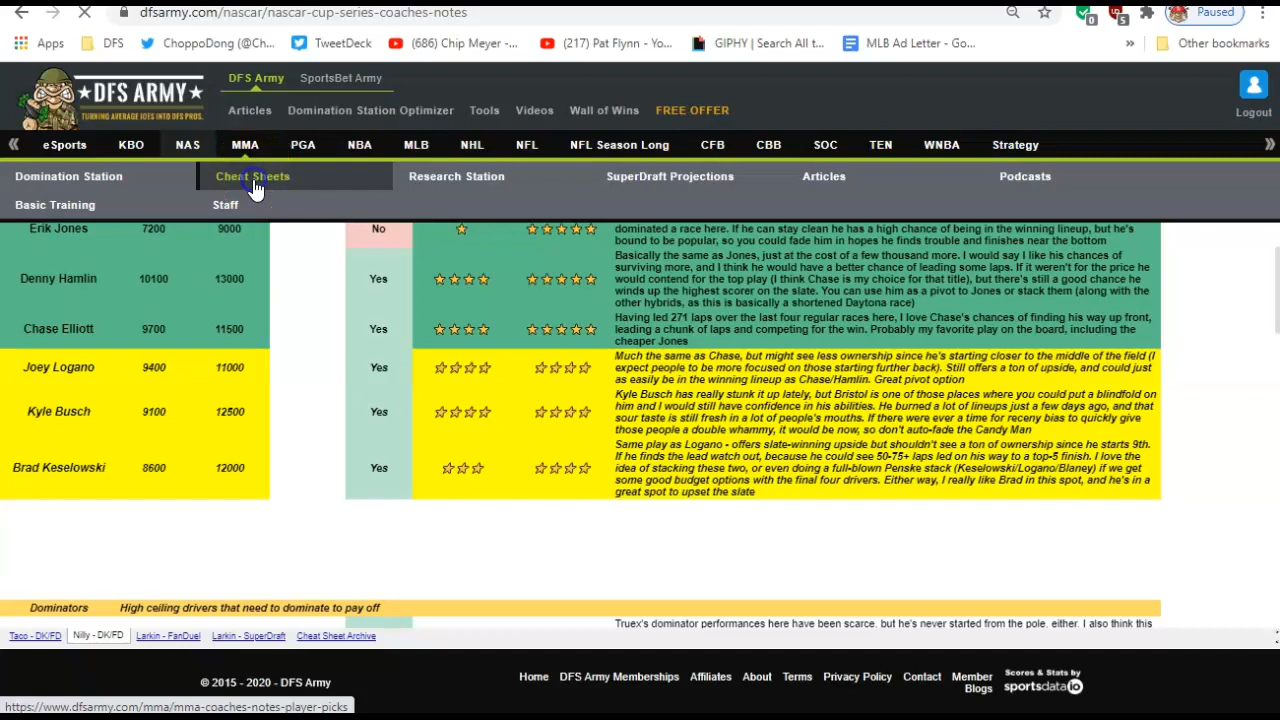 dfsarmy.com/nascar/nascar-cup-series-coaches-notes
0
5
Paused
Apps
DFS
ChoppoDong (@Ch...
TweetDeck
(686) Chip Meyer -...
(217) Pat Flynn - Yo...
GIPHY | Search All t...
MLB Ad Letter - Go...
»
Other bookmarks
DFS ARMY
TURNING AVERAGE JOES INTO DFS PROS.
DFS Army
SportsBet Army
Articles
Domination Station Optimizer
Tools
Videos
Wall of Wins
FREE OFFER
Logout
« eSports KBO NAS MMA PGA NBA MLB NHL NFL NFL Season Long CFB CBB SOC TEN WNBA Strategy »
Domination Station Cheat Sheets Research Station SuperDraft Projections Articles Podcasts
Basic Training Staff
Erik Jones 7200 9000 No
dominated a race here. If he can stay clean he has a high chance of being in the winning lineup, but he's
bound to be popular, so you could fade him in hopes he finds trouble and finishes near the bottom
Denny Hamlin 10100 13000 Yes
Basically the same as Jones, just at the cost of a few thousand more. I would say I like his chances of
surviving more, and I think he would have a better chance of leading some laps. If it weren't for the price he
would contend for the top play (I think Chase is my choice for that title), but there's still a good chance he
winds up the highest scorer on the slate. You can use him as a pivot to Jones or stack them (along with the
other hybrids, as this is basically a shortened Daytona race)
Chase Elliott 9700 11500 Yes
Having led 271 laps over the last four regular races here, I love Chase's chances of finding his way up front,
leading a chunk of laps and competing for the win. Probably my favorite play on the board, including the
cheaper Jones
Joey Logano 9400 11000 Yes
Much the same as Chase, but might see less ownership since he's starting closer to the middle of the field (I
expect people to be more focused on those starting further back). Still offers a ton of upside, and could just
as easily be in the winning lineup as Chase/Hamlin. Great pivot option
Kyle Busch 9100 12500 Yes
Kyle Busch has really stunk it up lately, but Bristol is one of those places where you could put a blindfold on
him and I would still have confidence in his abilities. He burned a lot of lineups just a few days ago, and that
sour taste is still fresh in a lot of people's mouths. If there were ever a time for receny bias to quickly give
those people a double whammy, it would be now, so don't auto-fade the Candy Man
Brad Keselowski 8600 12000 Yes
Same play as Logano - offers slate-winning upside but shouldn't see a ton of ownership since he starts 9th.
If he finds the lead watch out, because he could see 50-75+ laps led on his way to a top-5 finish. I love the
idea of stacking these two, or even doing a full-blown Penske stack (Keselowski/Logano/Blaney) if we get
some good budget options with the final four drivers. Either way, I really like Brad in this spot, and he's in a
great spot to upset the slate
Dominators High ceiling drivers that need to dominate to pay off
Truex's dominator performances here have been scarce, but he's never started from the pole, either. I also think this
Taco - DK/FD Nilly - DK/FD Larkin - FanDuel Larkin - SuperDraft Cheat Sheet Archive
© 2015 - 2020 - DFS Army
Home DFS Army Memberships Affiliates About Terms Privacy Policy Contact Member
Blogs
Scores & Stats by
sportsdataio
https://www.dfsarmy.com/mma/mma-coaches-notes-player-picks